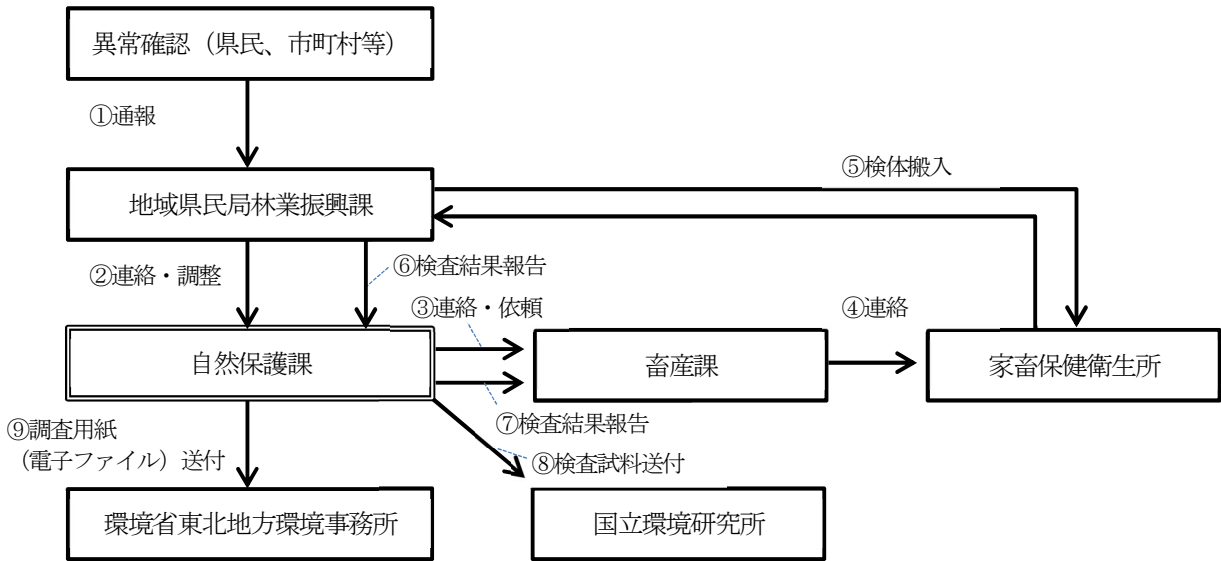 異常確認（県民、市町村等）
①通報
⑤検体搬入
地域県民局林業振興課
②連絡・調整
⑥検査結果報告
③連絡・依頼
④連絡
自然保護課
畜産課
家畜保健衛生所
⑦検査結果報告
⑨調査用紙
（電子ファイル）送付
⑧検査試料送付
環境省東北地方環境事務所
国立環境研究所